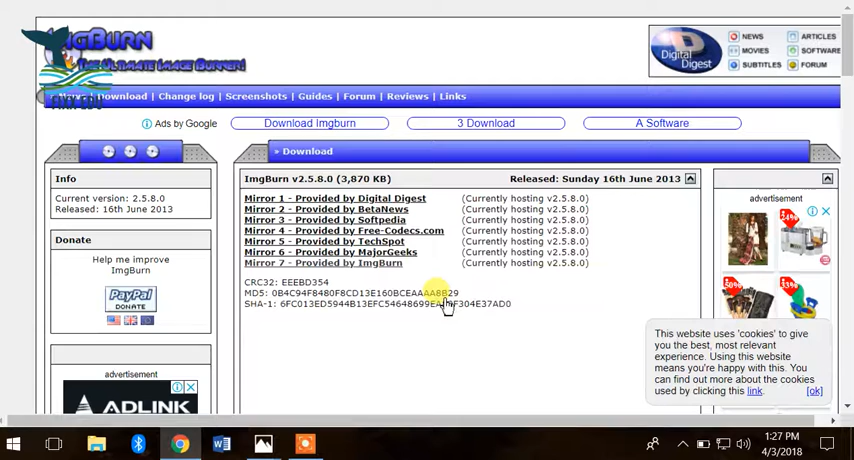 ImgBurn
The Ultimate Image Burner!
FIXX EDU
Digital Digest
NEWS
ARTICLES
MOVIES
SOFTWARE
SUBTITLES
FORUM
Download | Change log | Screenshots | Guides | Forum | Reviews | Links
Ads by Google
Download Imgburn
3 Download
A Software
> Download
Info
Current version: 2.5.8.0
Released: 16th June 2013
Donate
Help me improve
ImgBurn
PayPal
DONATE
advertisement
ADLINK
ImgBurn v2.5.8.0 (3,870 KB)
Released: Sunday 16th June 2013
Mirror 1 - Provided by Digital Digest (Currently hosting v2.5.8.0)
Mirror 2 - Provided by BetaNews (Currently hosting v2.5.8.0)
Mirror 3 - Provided by Softpedia (Currently hosting v2.5.8.0)
Mirror 4 - Provided by Free-Codecs.com (Currently hosting v2.5.8.0)
Mirror 5 - Provided by TechSpot (Currently hosting v2.5.8.0)
Mirror 6 - Provided by MajorGeeks (Currently hosting v2.5.8.0)
Mirror 7 - Provided by ImgBurn (Currently hosting v2.5.8.0)
CRC32: EEEBD354
MD5: 0B4C94F8480F8CD13E160BCEAAAA8B29
SHA-1:
advertisement
24%
50%
This website uses 'cookies' to give
you the best, most relevant
experience. Using this website
means you're happy with this. You
can find out more about the cookies
used by clicking this link. [ok]
1:27 PM
4/3/2018